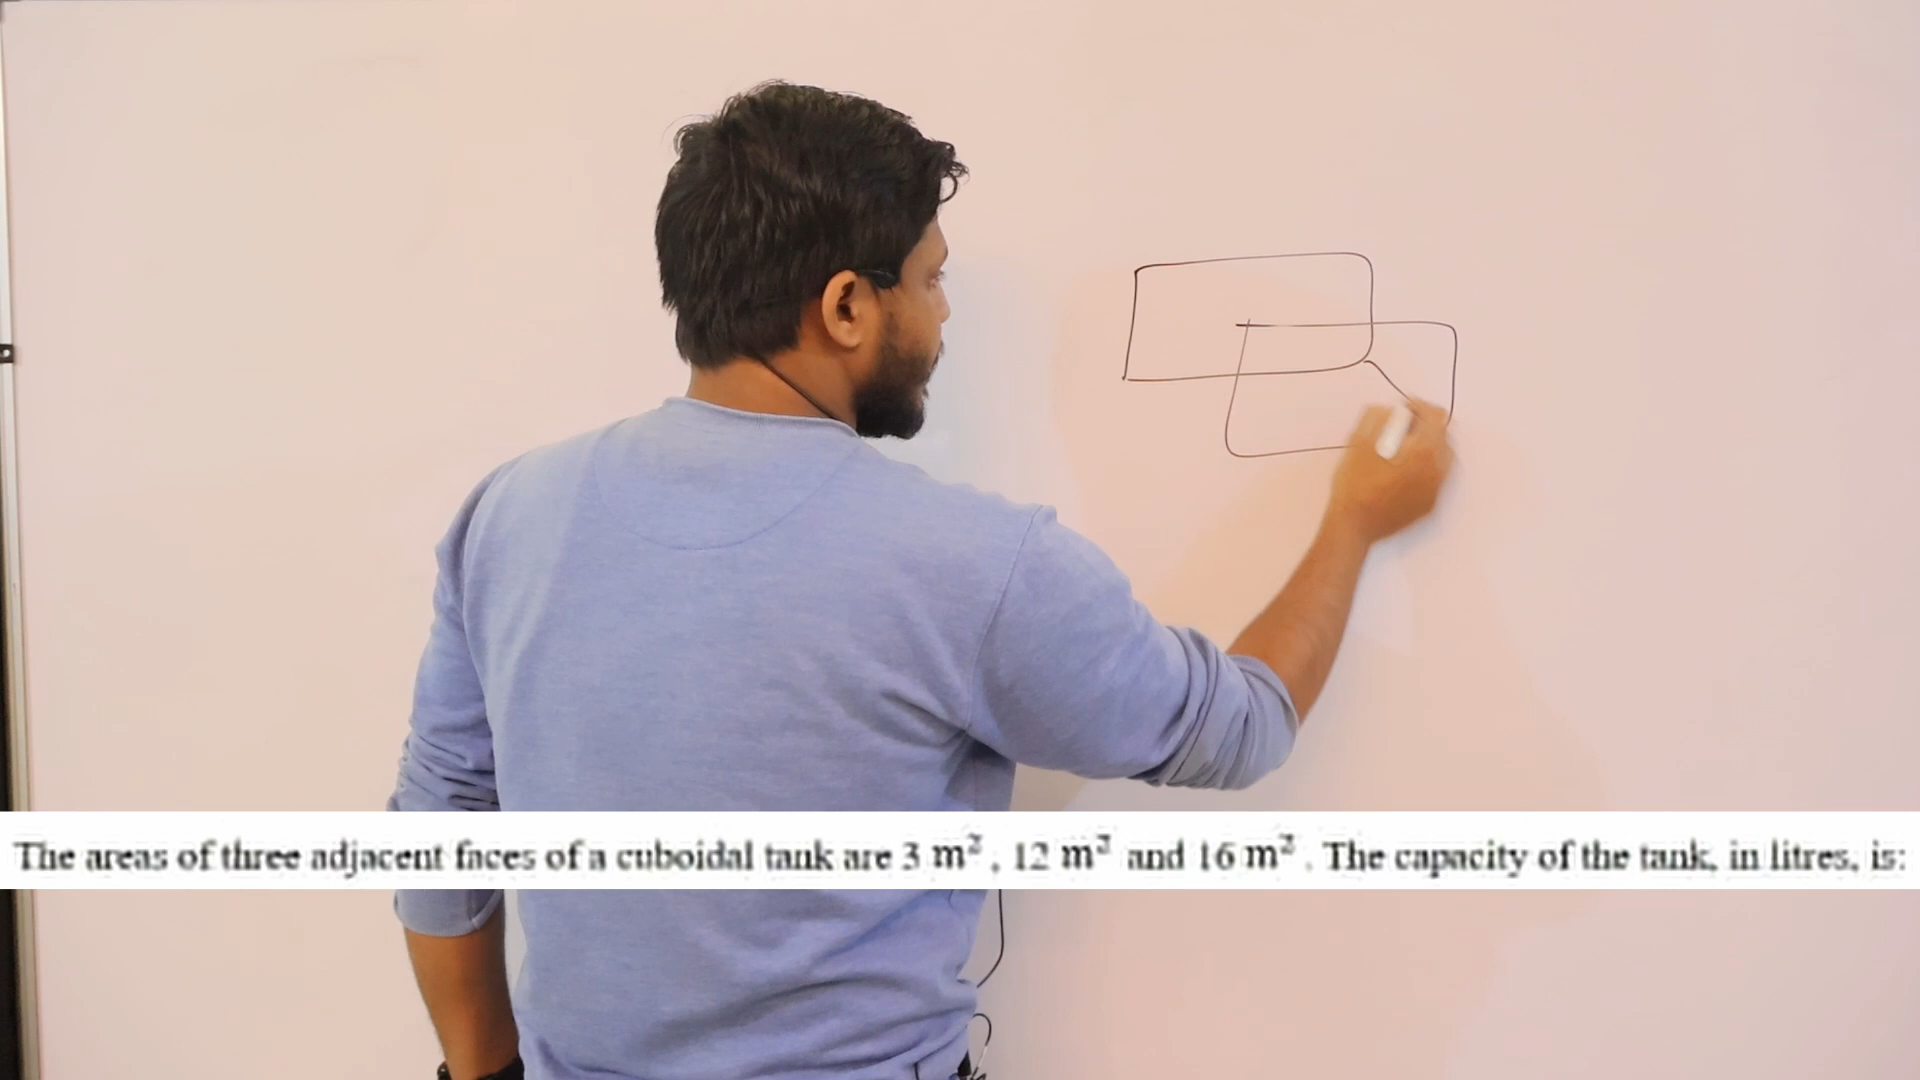 The areas of three adjacent faces of a cuboidal tank are 3 m², 12 m² and 16 m². The capacity of the tank, in litres, is: